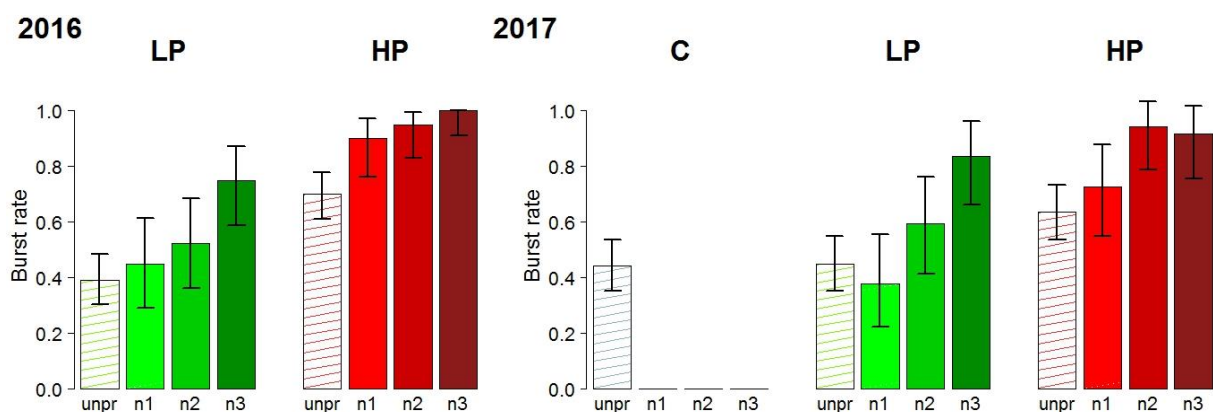 2016
LP
HP
Burst rate
1.0
0.8
0.6
0.4
0.2
0.0
unpr n1 n2 n3
unpr n1 n2 n3
2017
C
LP
HP
Burst rate
1.0
0.8
0.6
0.4
0.2
0.0
unpr n1 n2 n3
unpr n1 n2 n3
unpr n1 n2 n3